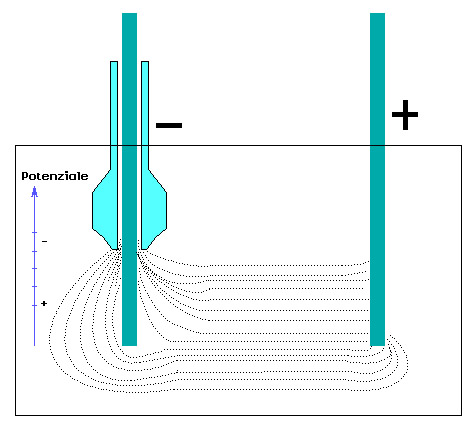 − +
Potenziale
-
+